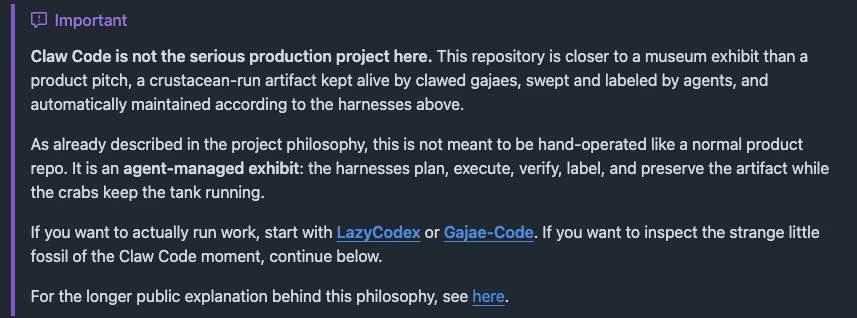 Important
Claw Code is not the serious production project here. This repository is closer to a museum exhibit than a
product pitch, a crustacean-run artifact kept alive by clawed gajaes, swept and labeled by agents, and
automatically maintained according to the harnesses above.
As already described in the project philosophy, this is not meant to be hand-operated like a normal product
repo. It is an agent-managed exhibit: the harnesses plan, execute, verify, label, and preserve the artifact while
the crabs keep the tank running.
If you want to actually run work, start with LazyCodex or Gajae-Code. If you want to inspect the strange little
fossil of the Claw Code moment, continue below.
For the longer public explanation behind this philosophy, see here.